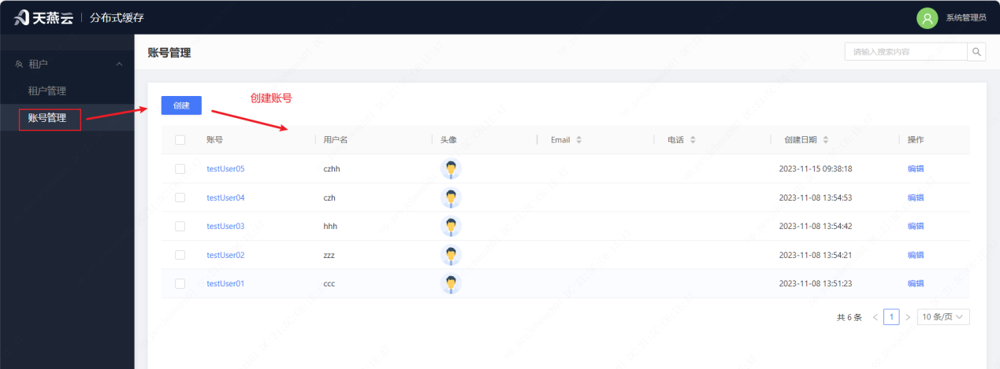 天燕云 分布式缓存 系统管理员
租户
租户管理
账号管理
账号管理
请输入搜索内容
创建
创建账号
账号 用户名 头像 Email 电话 创建日期 操作
testUser05 czhh 2023-11-15 09:38:18 编辑
testUser04 czh 2023-11-08 13:54:53 编辑
testUser03 hhh 2023-11-08 13:54:42 编辑
testUser02 zzz 2023-11-08 13:54:21 编辑
testUser01 ccc 2023-11-08 13:51:23 编辑
共 6 条 1 10 条/页